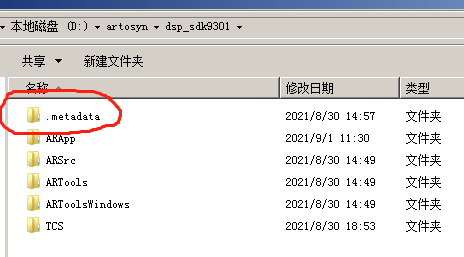 本地磁盘 (D:) ▸ artosyn ▸ dsp_sdk9301 ▸
共享 ▼ 新建文件夹
名称 修改日期 类型
.metadata 2021/8/30 14:57 文件夹
ARApp 2021/9/1 11:30 文件夹
ARSrc 2021/8/30 14:49 文件夹
ARTools 2021/8/30 14:49 文件夹
ARToolsWindows 2021/8/30 14:49 文件夹
TCS 2021/8/30 18:53 文件夹